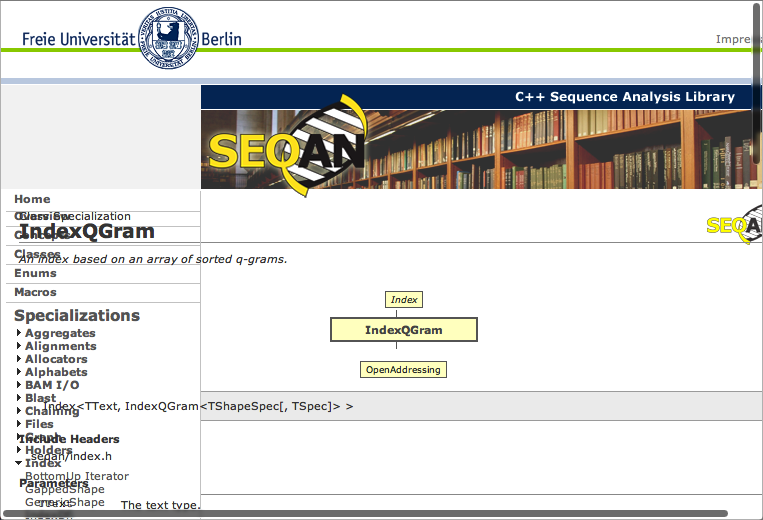 Freie Universität Berlin
Impre
C++ Sequence Analysis Library
SEQAN
Home
Overview
Class Specialization
IndexQGram
Concepts
SEQA
Classes
An index based on an array of sorted q-grams.
Enums
Macros
Index
Specializations
IndexQGram
Aggregates
Alignments
Allocators
OpenAddressing
Alphabets
BAM I/O
Blast
Index<TText, IndexQGram<TShapeSpec[, TSpec]> >
Chaining
Files
Graph
Include Headers
Holders
seqan/index.h
Index
BottomUp Iterator
Parameters
GappedShape
GenericShape
TText
The text type.